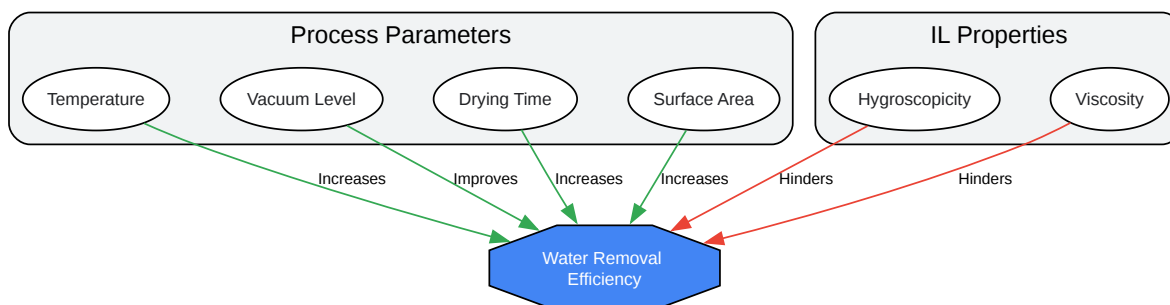 Process Parameters
IL Properties
Temperature
Vacuum Level
Drying Time
Surface Area
Hygroscopicity
Viscosity
Increases
Improves
Increases
Increases
Hinders
Hinders
Water Removal
Efficiency